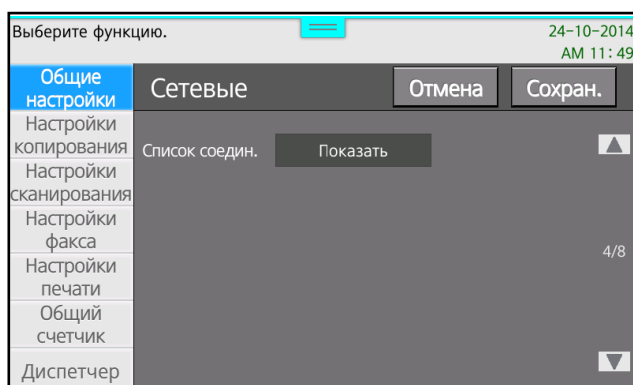 Выберите функцию.
24-10-2014
AM 11:49
Общие
настройки
Сетевые
Отмена
Сохран.
Настройки
копирования
Список соедин.
Показать
Настройки
сканирования
Настройки
факса
4/8
Настройки
печати
Общий
счетчик
Диспетчер